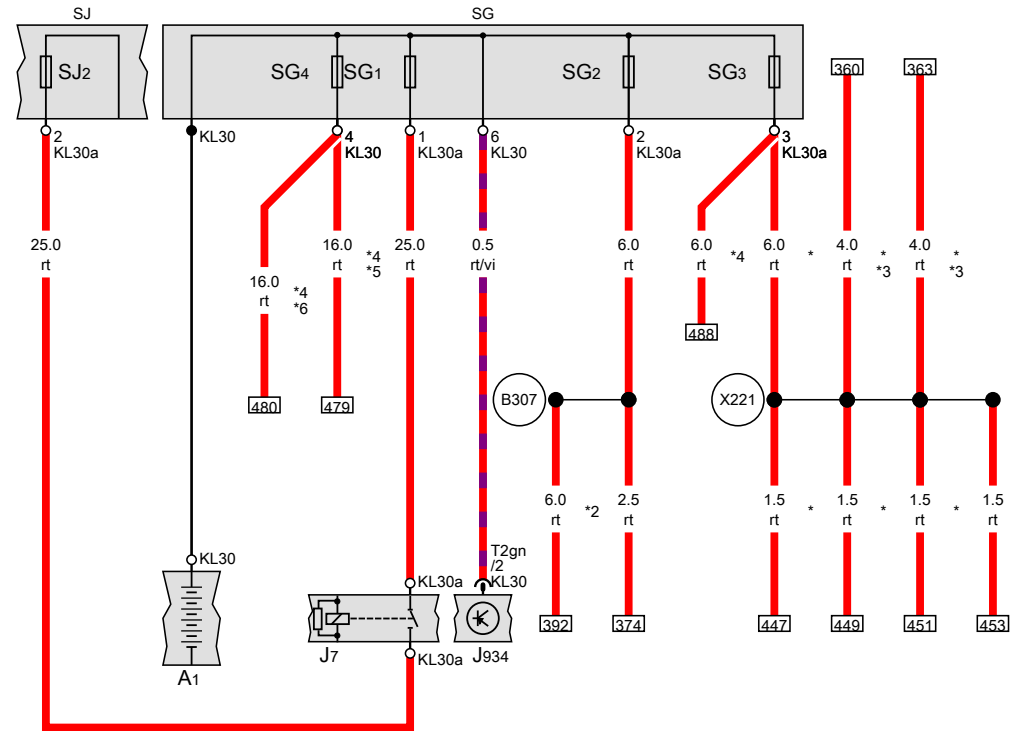 SJ
SG
SJ2
SG4
SG1
SG2
SG3
360
363
2
KL30a
KL30
4
KL30
1
KL30a
6
KL30
2
KL30a
3
KL30a
25.0
rt
16.0
rt
*4
*5
25.0
rt
0.5
rt/vi
6.0
rt
6.0
rt
*4
6.0
rt
*
4.0
rt
*
*3
4.0
rt
*
*3
16.0
rt
*4
*6
488
480
479
B307
X221
6.0
rt
*2
2.5
rt
1.5
rt
*
1.5
rt
*
1.5
rt
*
1.5
rt
KL30
T2gn
/2
KL30
KL30a
392
374
447
449
451
453
A1
J7
KL30a
J934